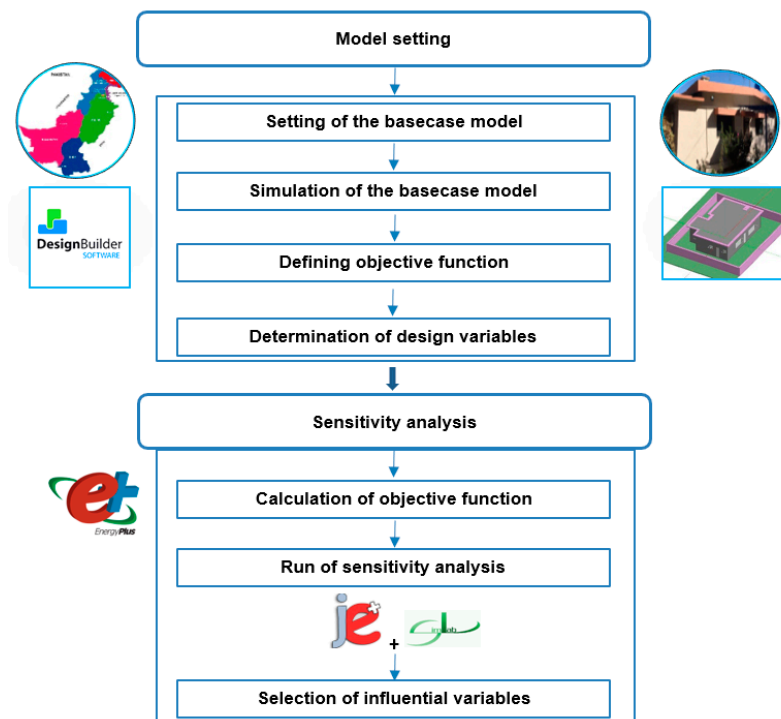 Model setting
Setting of the basecase model
Simulation of the basecase model
DesignBuilder
SOFTWARE
Defining objective function
Determination of design variables
Sensitivity analysis
Calculation of objective function
e+
EnergyPlus
Run of sensitivity analysis
je+
+
Selection of influential variables